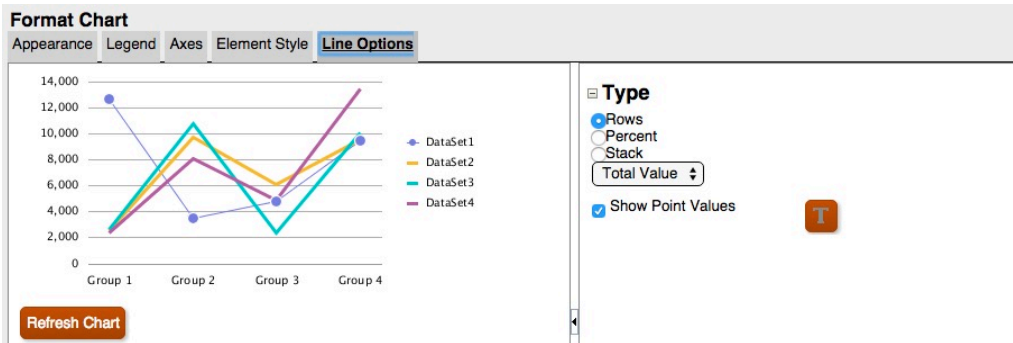 Format Chart
Appearance Legend Axes Element Style Line Options
14,000
12,000
10,000
8,000
6,000
4,000
2,000
0
Group 1 Group 2 Group 3 Group 4
DataSet1
DataSet2
DataSet3
DataSet4
Refresh Chart
Type
Rows
Percent
Stack
Total Value
Show Point Values
T